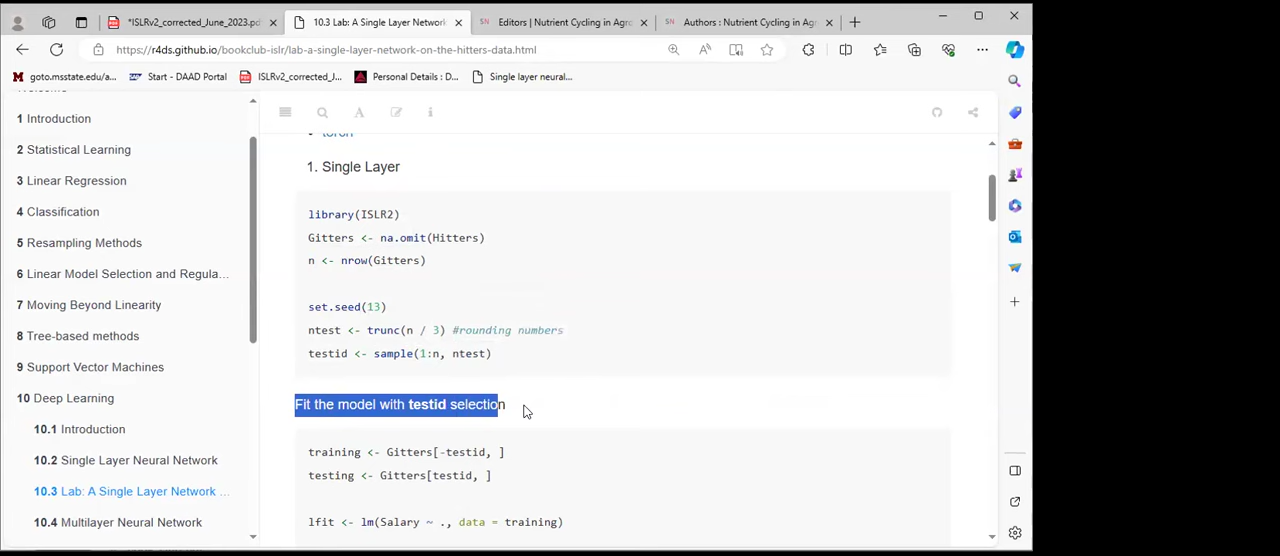 *ISLRv2_corrected_June_2023.pd
10.3 Lab: A Single Layer Network
Editors | Nutrient Cycling in Agro
Authors : Nutrient Cycling in Agr
https://r4ds.github.io/bookclub-islr/lab-a-single-layer-network-on-the-hitters-data.html
goto.msstate.edu/a...
Start - DAAD Portal
ISLRv2_corrected_J...
Personal Details : D...
Single layer neural...
1 Introduction
2 Statistical Learning
3 Linear Regression
4 Classification
5 Resampling Methods
6 Linear Model Selection and Regula...
7 Moving Beyond Linearity
8 Tree-based methods
9 Support Vector Machines
10 Deep Learning
10.1 Introduction
10.2 Single Layer Neural Network
10.3 Lab: A Single Layer Network ...
10.4 Multilayer Neural Network
1. Single Layer
library(ISLR2)
Gitters <- na.omit(Hitters)
n <- nrow(Gitters)
set.seed(13)
ntest <- trunc(n / 3) #rounding numbers
testid <- sample(1:n, ntest)
Fit the model with testid selection
training <- Gitters[-testid, ]
testing <- Gitters[testid, ]
lfit <- lm(Salary ~ ., data = training)